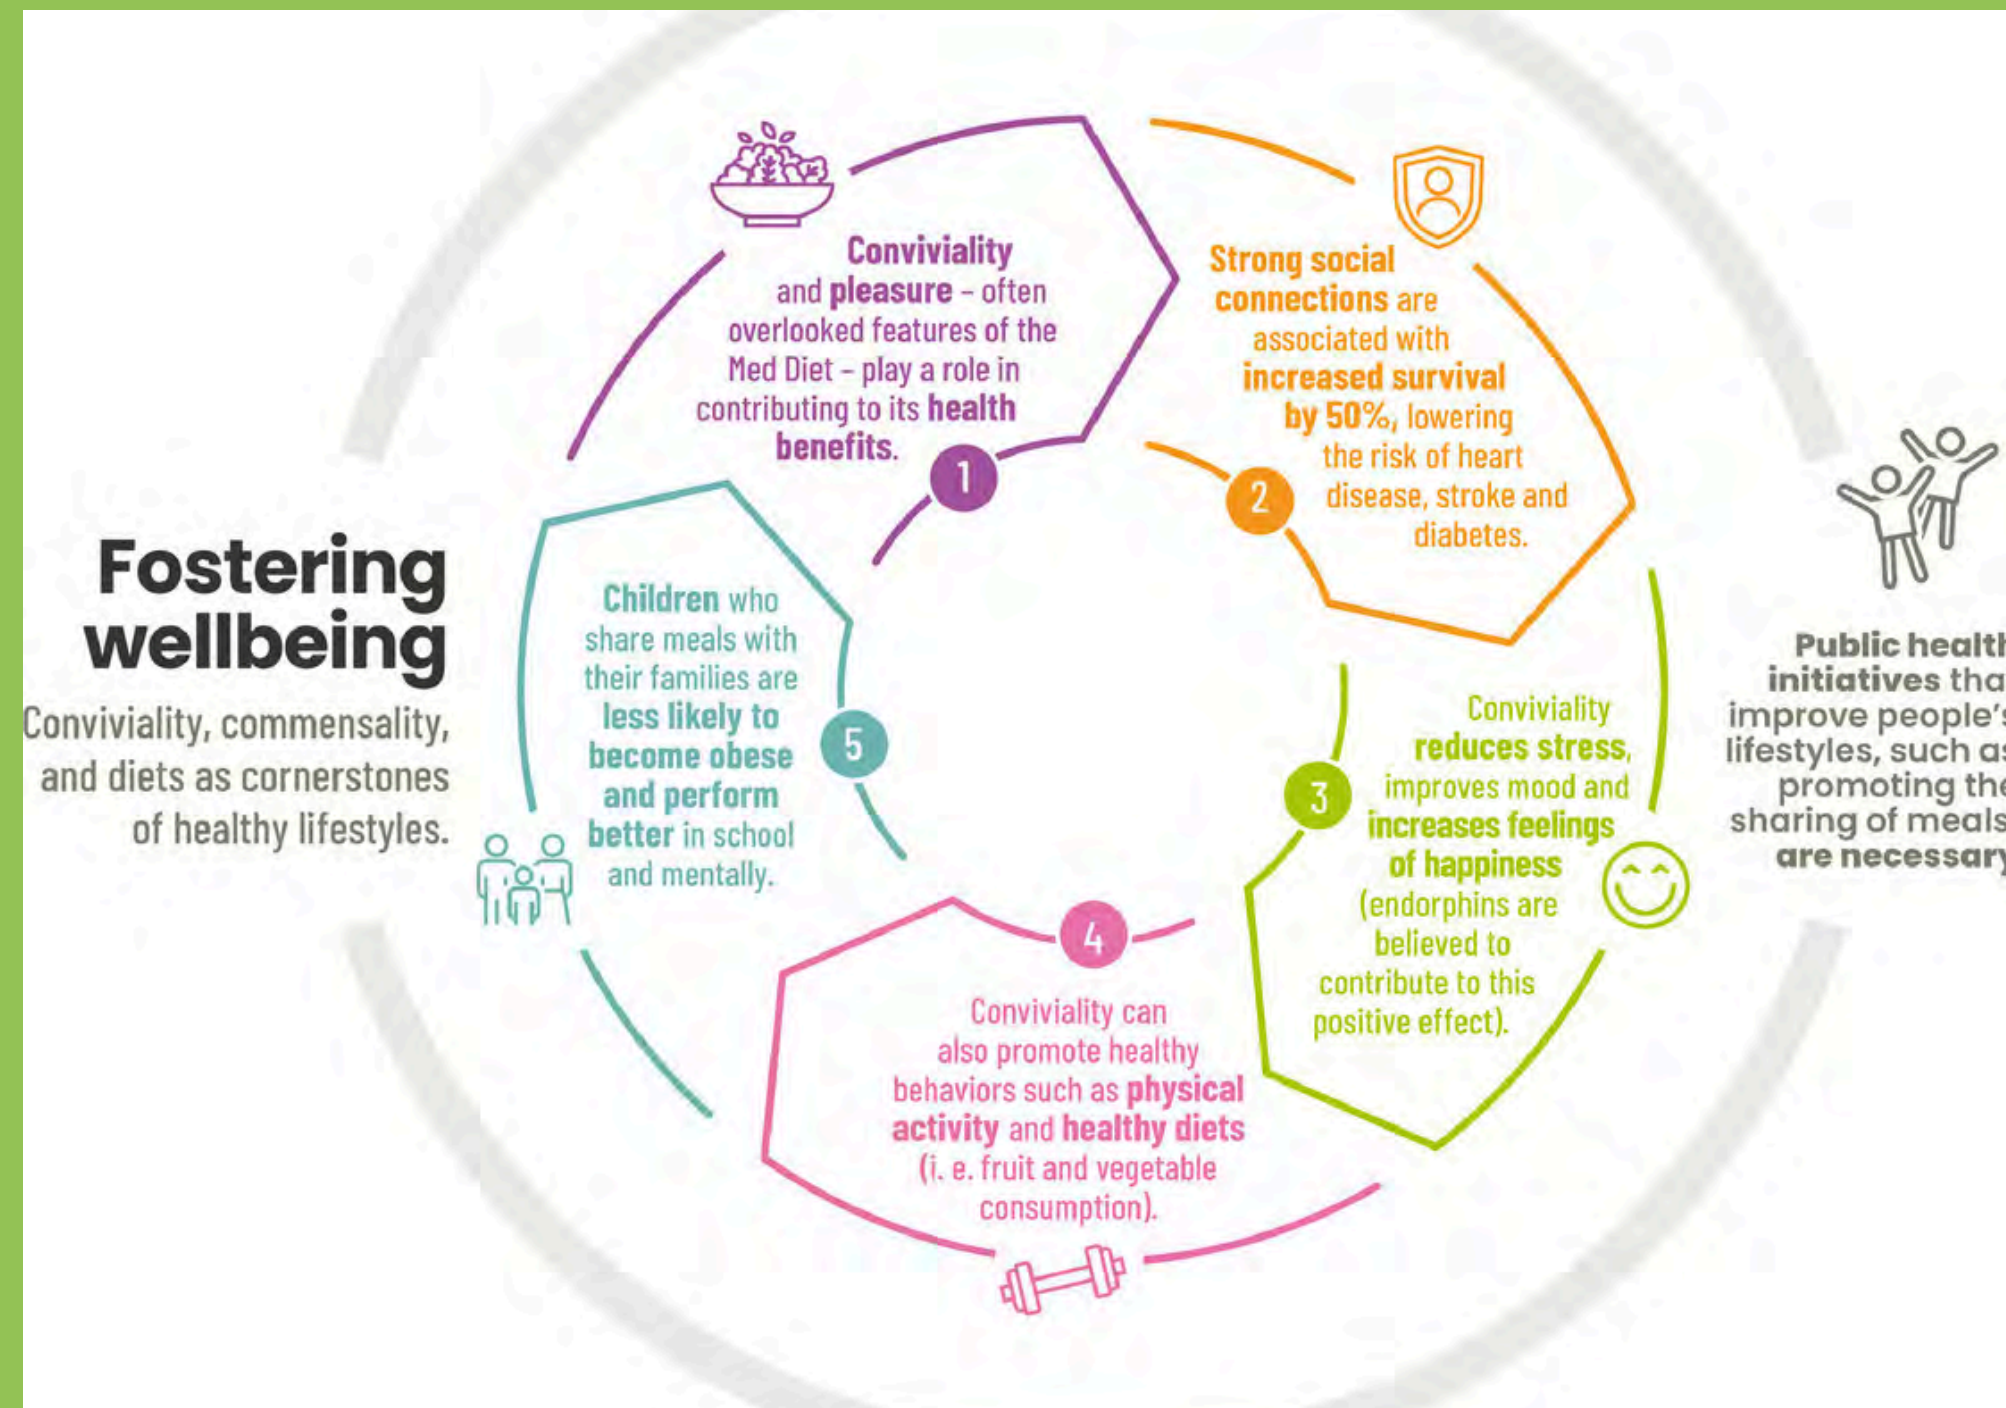 Fostering
wellbeing
Conviviality, commensality,
and diets as cornerstones
of healthy lifestyles.
Conviviality
and pleasure – often
overlooked features of the
Med Diet – play a role in
contributing to its health
benefits.
1
Strong social
connections are
associated with
increased survival
by 50%, lowering
the risk of heart
disease, stroke and
diabetes.
2
Conviviality
reduces stress,
improves mood and
increases feelings
of happiness
(endorphins are
believed to
contribute to this
positive effect).
3
Conviviality can
also promote healthy
behaviors such as physical
activity and healthy diets
(i. e. fruit and vegetable
consumption).
4
Children who
share meals with
their families are
less likely to
become obese
and perform
better in school
and mentally.
5
Public health
initiatives tha
improve people's
lifestyles, such as
promoting the
sharing of meals
are necessary